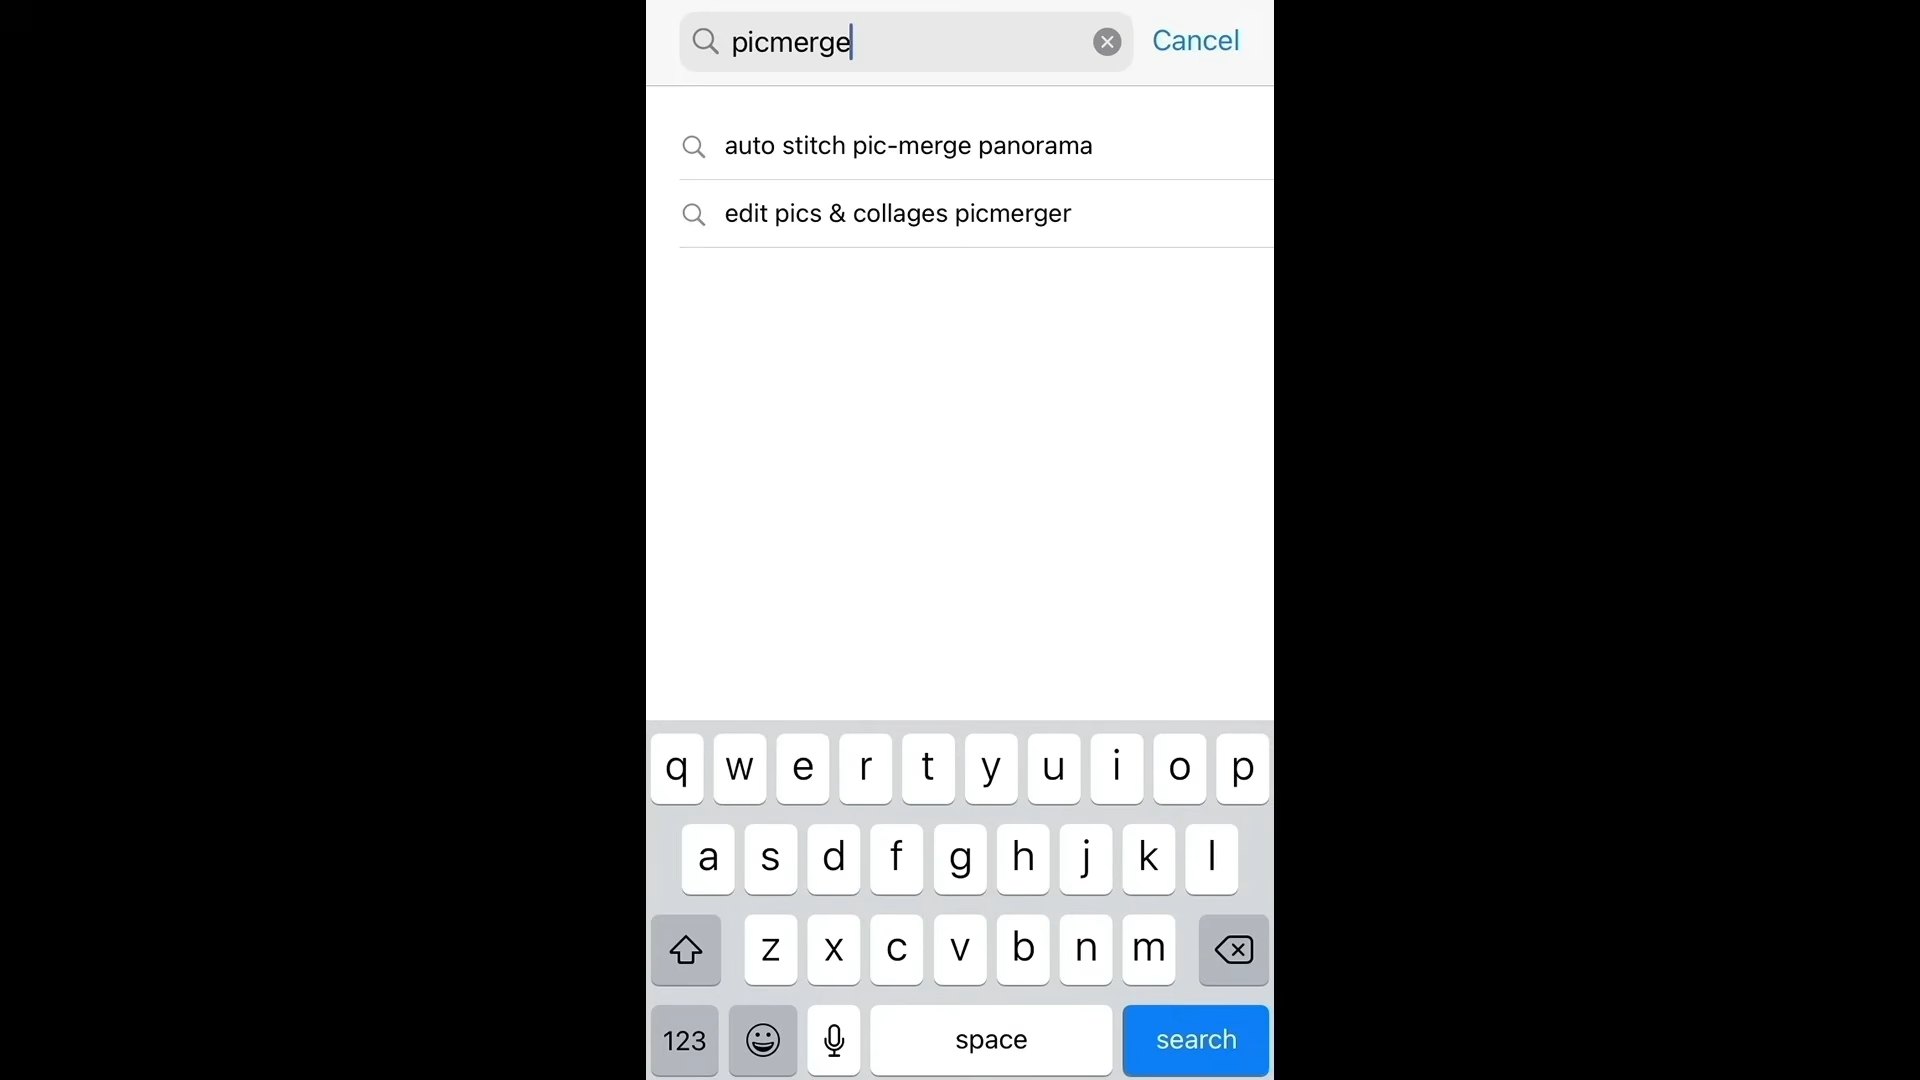 picmerge Cancel
auto stitch pic-merge panorama
edit pics & collages picmerger
q w e r t y u i o p
a s d f g h j k l
z x c v b n m
123 space search